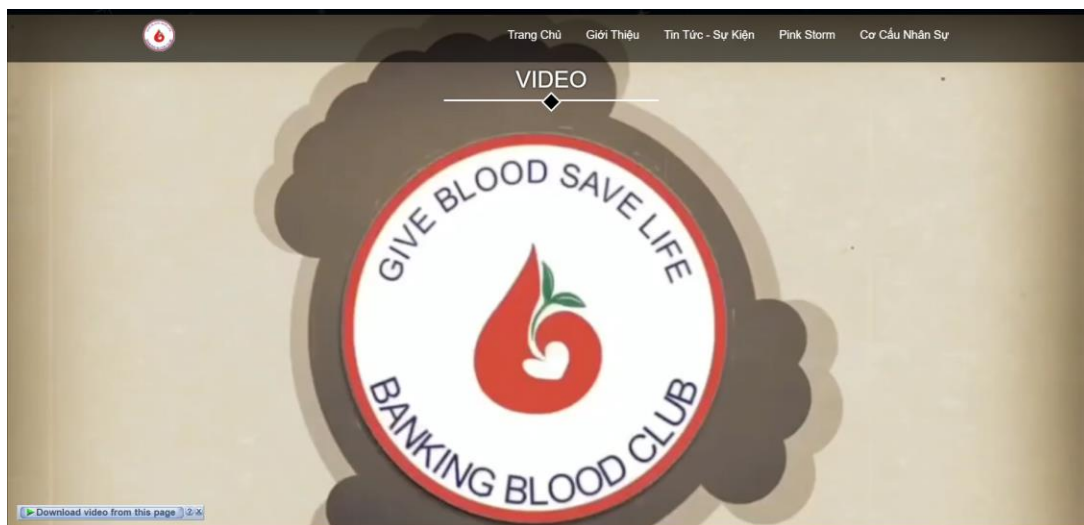 Trang Chủ Giới Thiệu Tin Tức - Sự Kiện Pink Storm Cơ Cấu Nhân Sự
VIDEO
GIVE BLOOD SAVE LIFE
BANKING BLOOD CLUB
Download video from this page